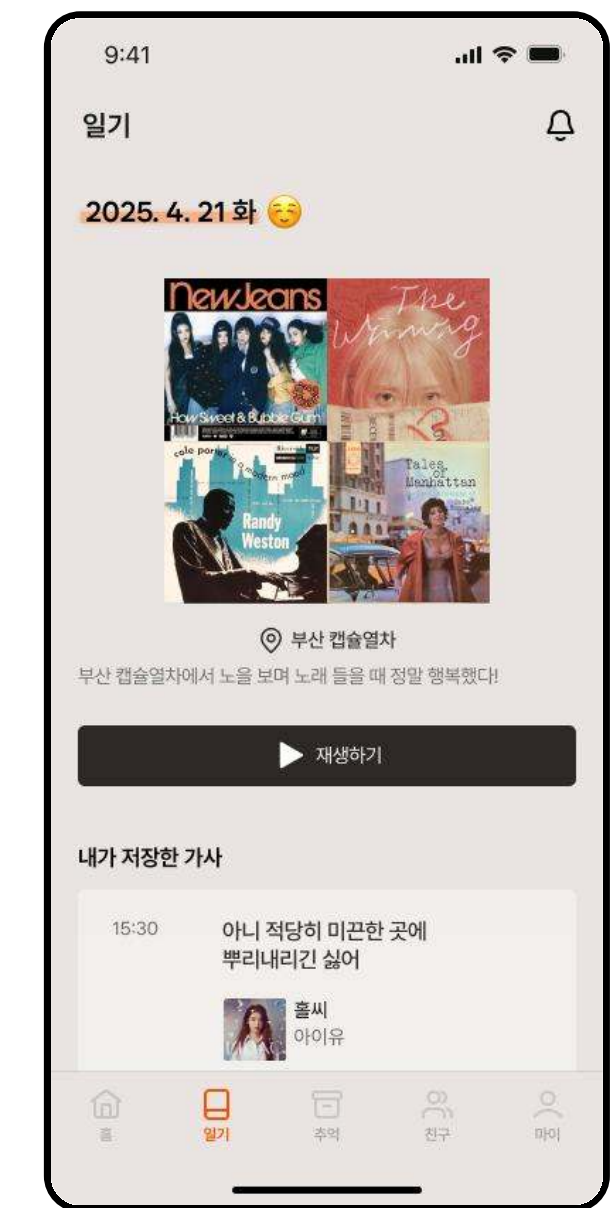 9:41
일기
2025. 4. 21 화
NewJeans
How Sweet & Bubble Gum
The Winning
cole porter in a modern mood
Randy
Weston
Tales
of
Manhattan
부산 캡슐열차
부산 캡슐열차에서 노을 보며 노래 들을 때 정말 행복했다!
재생하기
내가 저장한 가사
15:30
아니 적당히 미끈한 곳에
뿌리내리긴 싫어
홀씨
아이유
홈
일기
추억
친구
마이